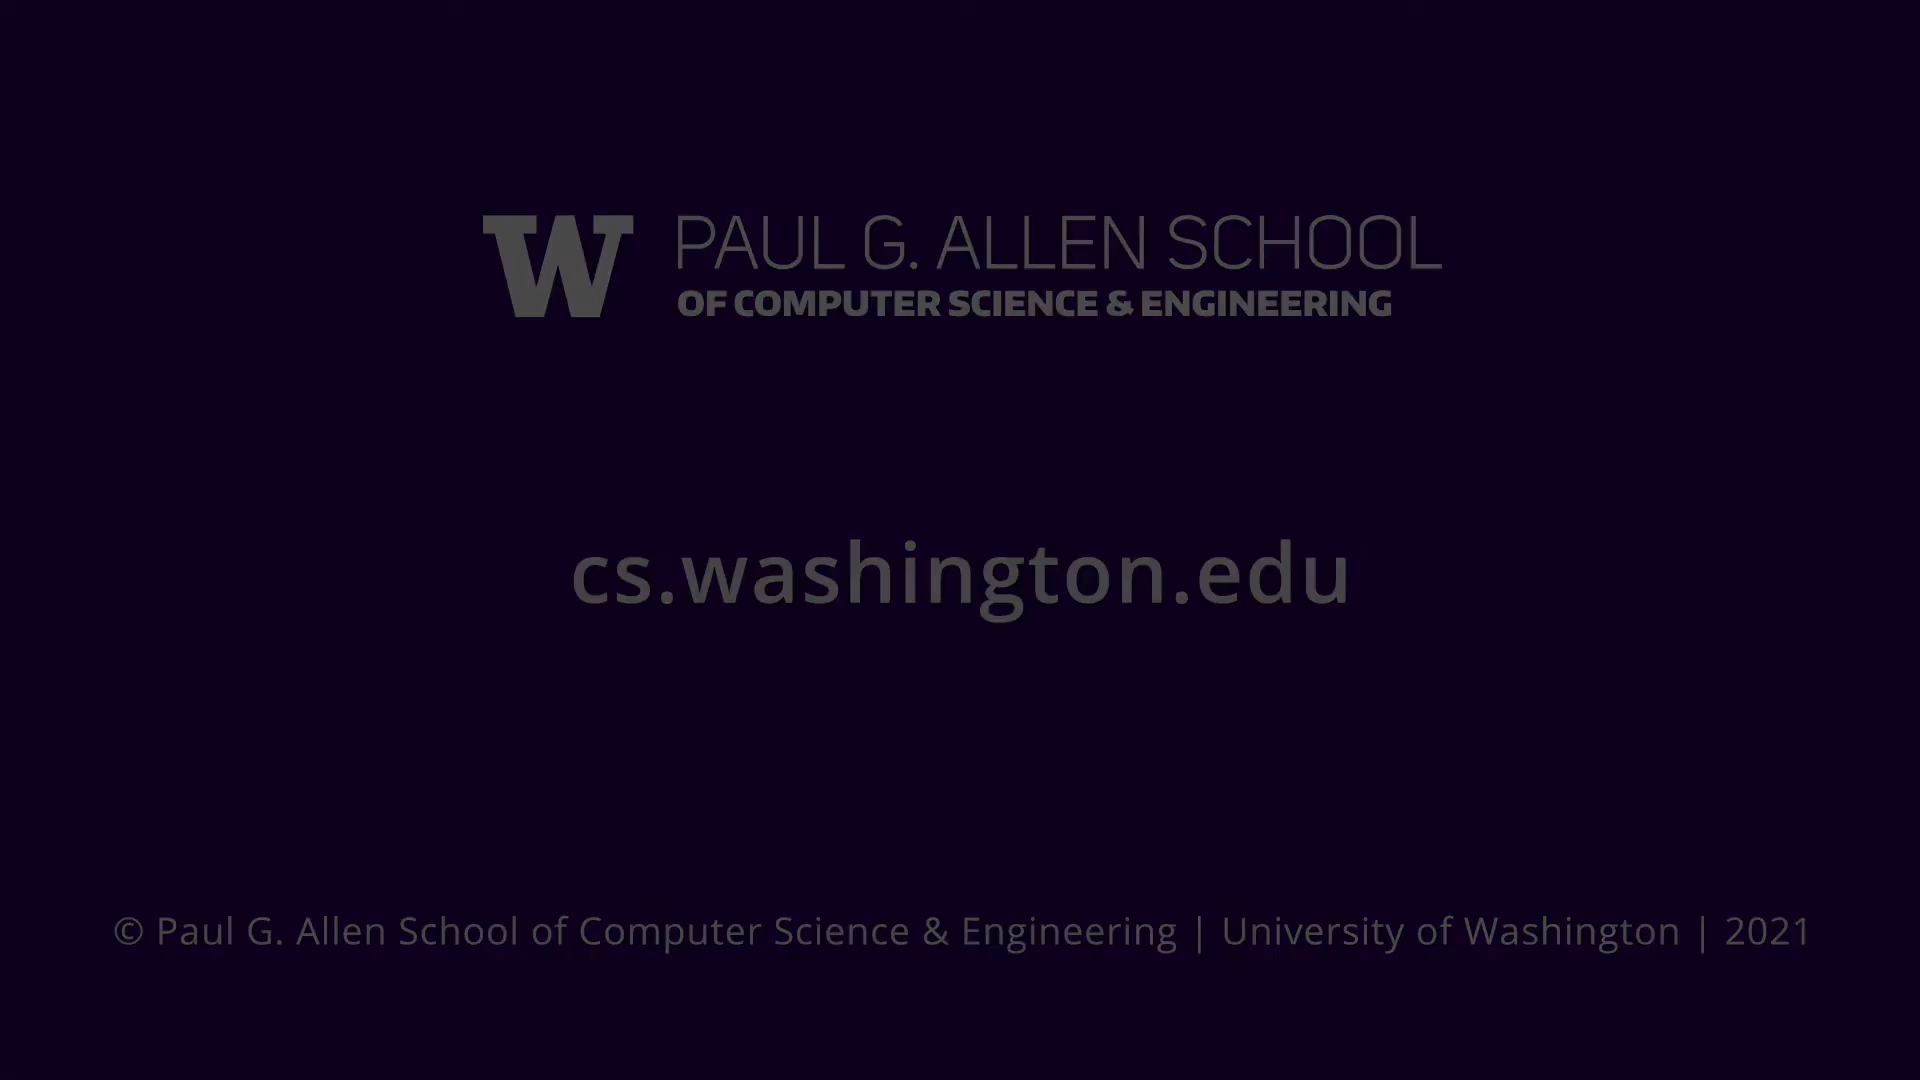 W PAUL G. ALLEN SCHOOL
OF COMPUTER SCIENCE & ENGINEERING
cs.washington.edu
© Paul G. Allen School of Computer Science & Engineering | University of Washington | 2021